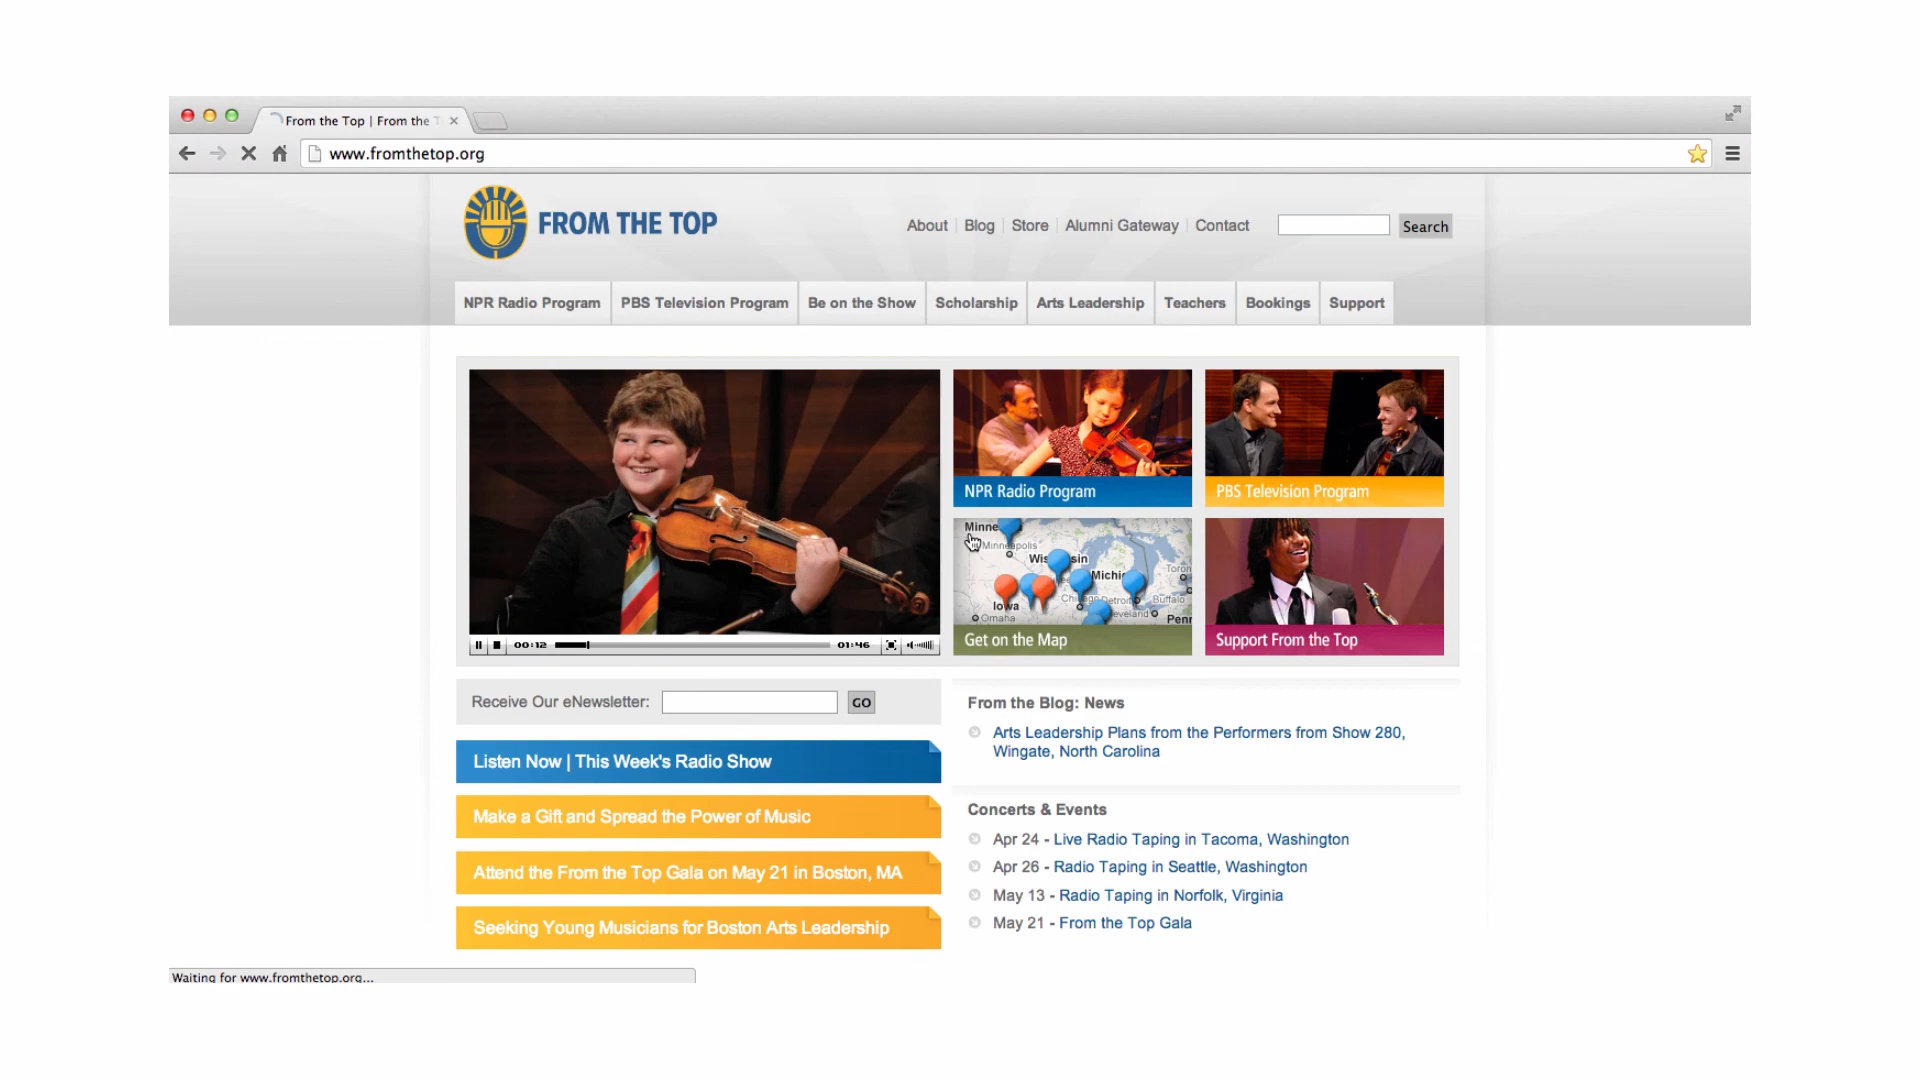 From the Top | From the T
www.fromthetop.org
FROM THE TOP
About
Blog
Store
Alumni Gateway
Contact
Search
NPR Radio Program
PBS Television Program
Be on the Show
Scholarship
Arts Leadership
Teachers
Bookings
Support
NPR Radio Program
PBS Television Program
Minne
Minneapolis
sin
Toron
Michi
Detroit
Buffalo
Iowa
eveland
Omaha
Penn
Get on the Map
Support From the Top
00:12
01:46
Receive Our eNewsletter:
GO
Listen Now | This Week's Radio Show
Make a Gift and Spread the Power of Music
Attend the From the Top Gala on May 21 in Boston, MA
Seeking Young Musicians for Boston Arts Leadership
From the Blog: News
Arts Leadership Plans from the Performers from Show 280,
Wingate, North Carolina
Concerts & Events
Apr 24 - Live Radio Taping in Tacoma, Washington
Apr 26 - Radio Taping in Seattle, Washington
May 13 - Radio Taping in Norfolk, Virginia
May 21 - From the Top Gala
Waiting for www.fromthetop.org...